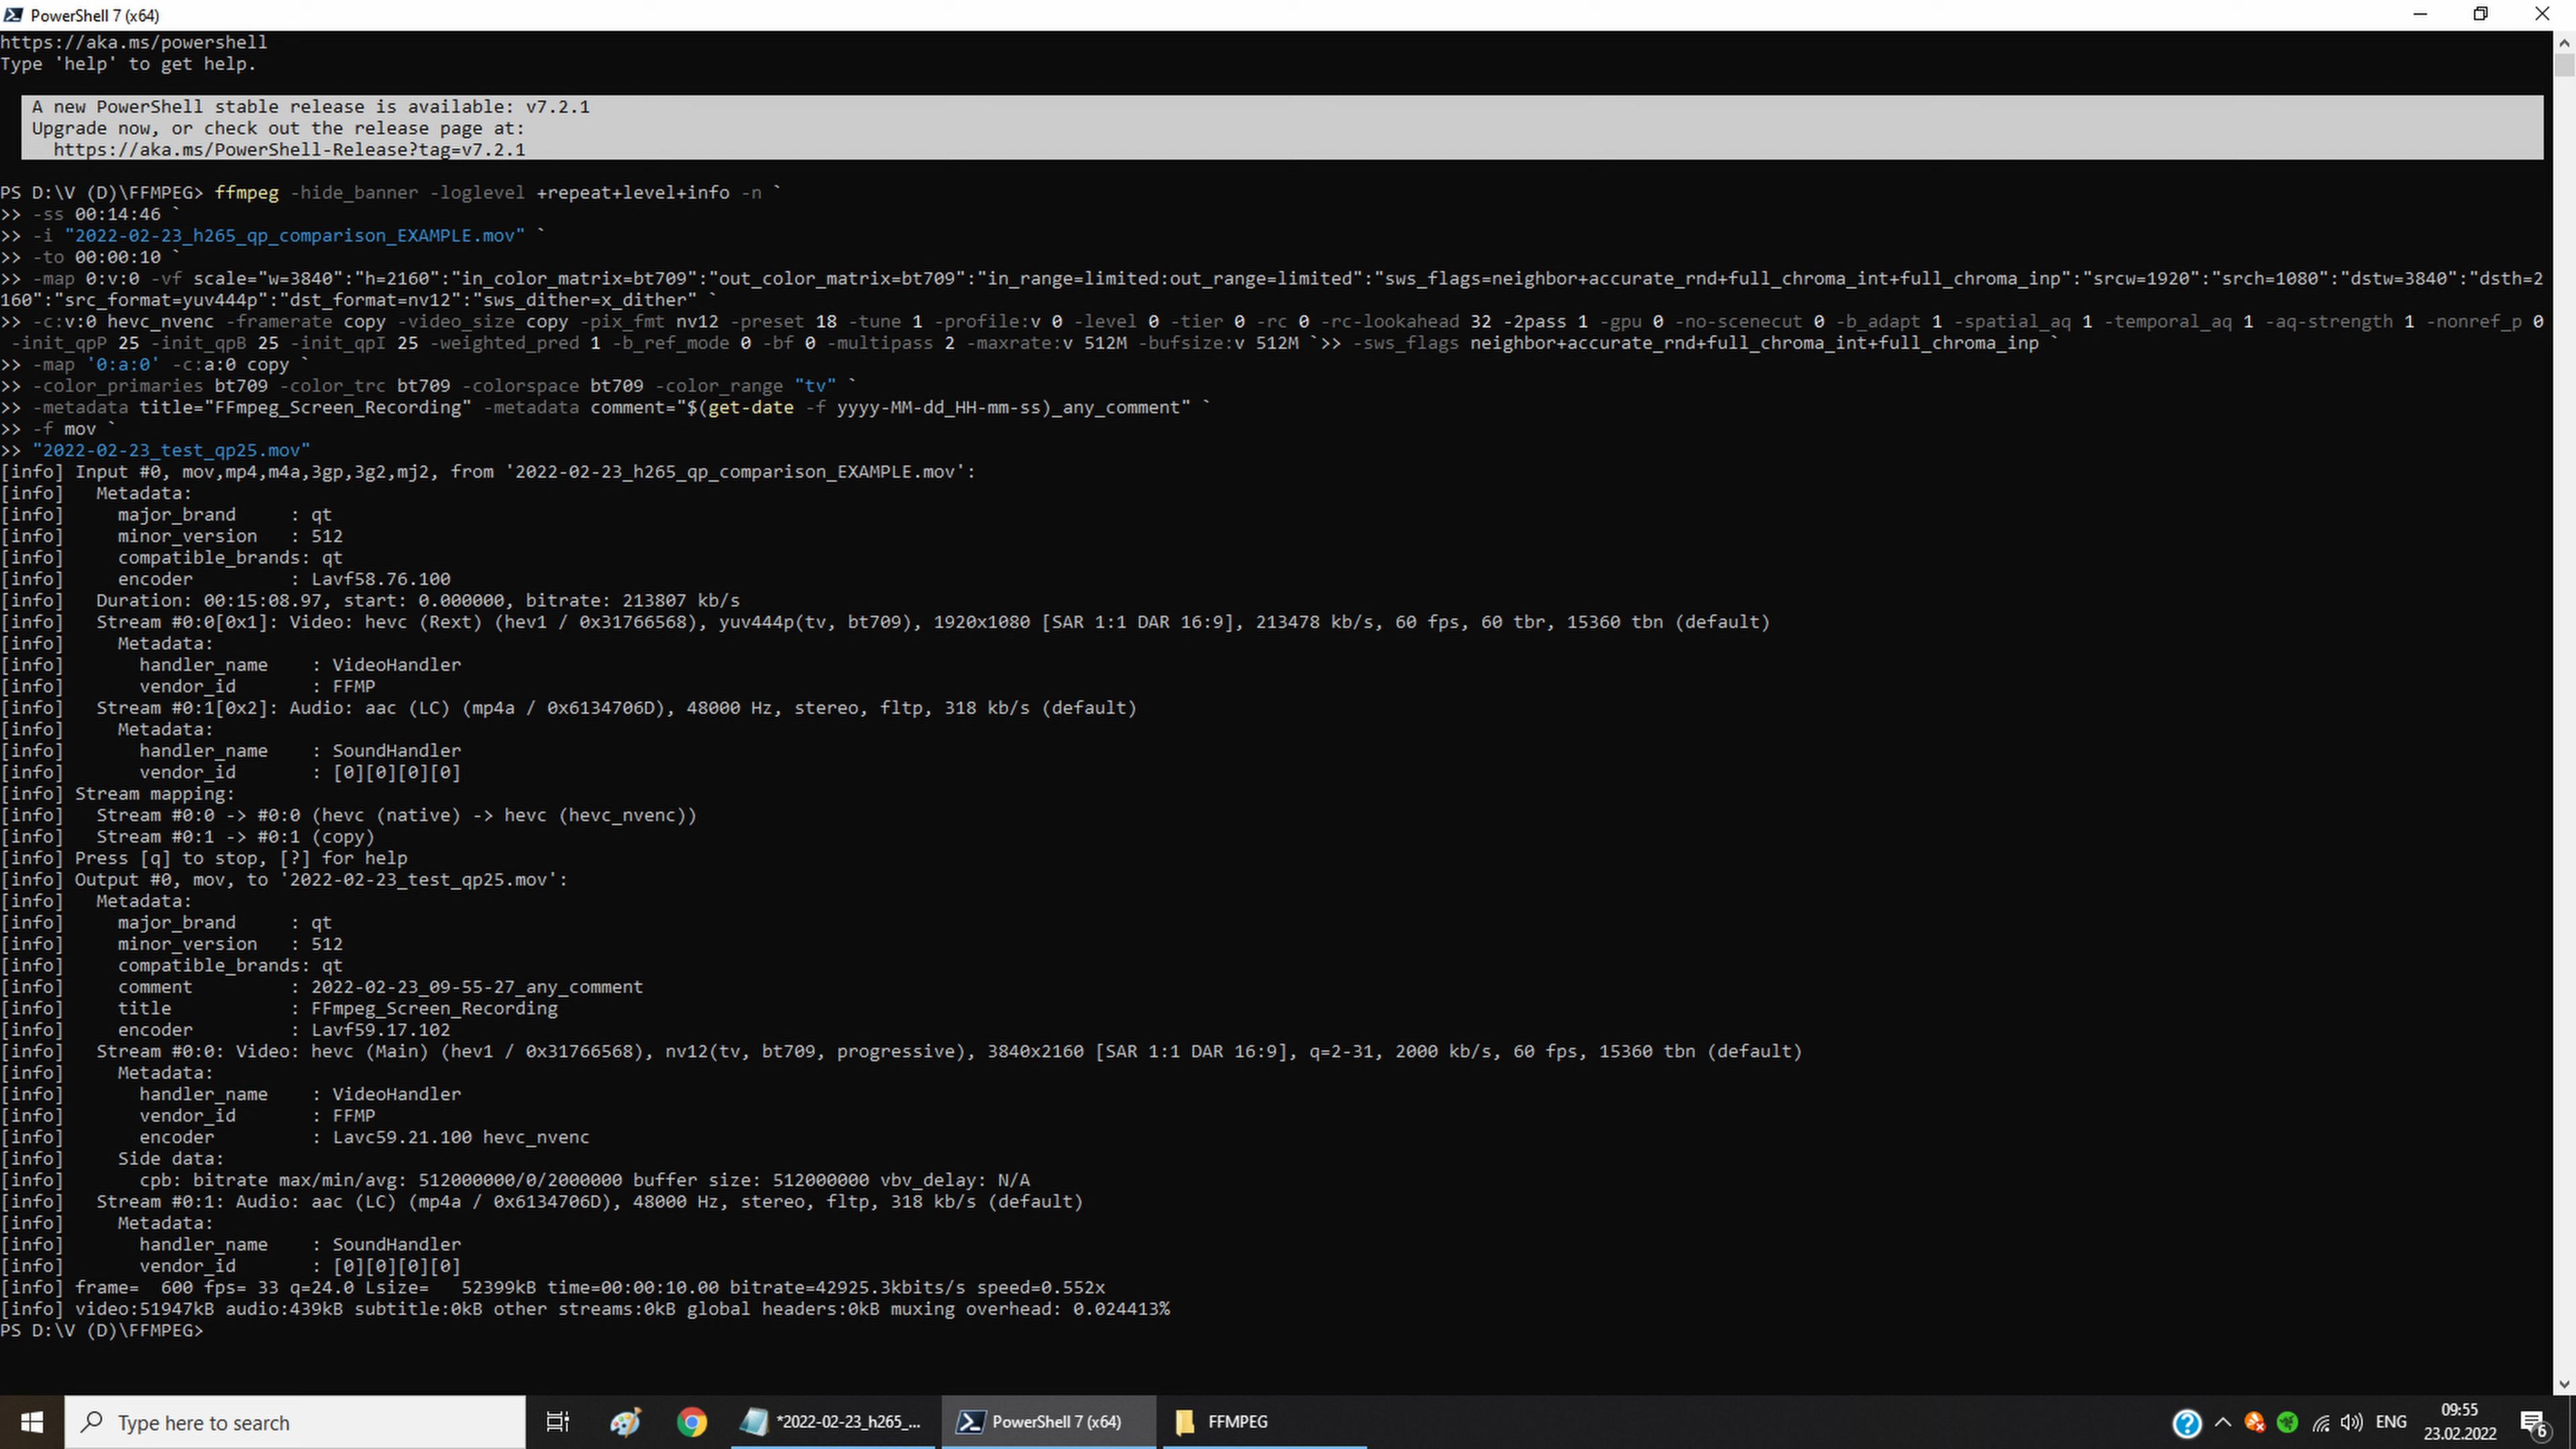 PowerShell 7 (x64)
https://aka.ms/powershell
Type 'help' to get help.
A new PowerShell stable release is available: v7.2.1
Upgrade now, or check out the release page at:
https://aka.ms/PowerShell-Release?tag=v7.2.1
PS D:\V (D)\FFMPEG> ffmpeg -hide_banner -loglevel +repeat+level+info -n `
>> -ss 00:14:46 `
>> -i "2022-02-23_h265_qp_comparison_EXAMPLE.mov" `
>> -to 00:00:10 `
>> -map 0:v:0 -vf scale="w=3840":"h=2160":"in_color_matrix=bt709":"out_color_matrix=bt709":"in_range=limited:out_range=limited":"sws_flags=neighbor+accurate_rnd+full_chroma_int+full_chroma_inp":"srcw=1920":"srch=1080":"dstw=3840":"dsth=2
160":"src_format=yuv444p":"dst_format=nv12":"sws_dither=x_dither" `
>> -c:v:0 hevc_nvenc -framerate copy -video_size copy -pix_fmt nv12 -preset 18 -tune 1 -profile:v 0 -level 0 -tier 0 -rc 0 -rc-lookahead 32 -2pass 1 -gpu 0 -no-scenecut 0 -b_adapt 1 -spatial_aq 1 -temporal_aq 1 -aq-strength 1 -nonref_p 0
-init_qpP 25 -init_qpB 25 -init_qpI 25 -weighted_pred 1 -b_ref_mode 0 -bf 0 -multipass 2 -maxrate:v 512M -bufsize:v 512M `>> -sws_flags neighbor+accurate_rnd+full_chroma_int+full_chroma_inp `
>> -map '0:a:0' -c:a:0 copy `
>> -color_primaries bt709 -color_trc bt709 -colorspace bt709 -color_range "tv" `
>> -metadata title="FFmpeg_Screen_Recording" -metadata comment="$(get-date -f yyyy-MM-dd_HH-mm-ss)_any_comment" `
>> -f mov `
>> "2022-02-23_test_qp25.mov"
[info] Input #0, mov,mp4,m4a,3gp,3g2,mj2, from '2022-02-23_h265_qp_comparison_EXAMPLE.mov':
[info] Metadata:
[info] major_brand : qt
[info] minor_version : 512
[info] compatible_brands: qt
[info] encoder : Lavf58.76.100
[info] Duration: 00:15:08.97, start: 0.000000, bitrate: 213807 kb/s
[info] Stream #0:0[0x1]: Video: hevc (Rext) (hev1 / 0x31766568), yuv444p(tv, bt709), 1920x1080 [SAR 1:1 DAR 16:9], 213478 kb/s, 60 fps, 60 tbr, 15360 tbn (default)
[info] Metadata:
[info] handler_name : VideoHandler
[info] vendor_id : FFMP
[info] Stream #0:1[0x2]: Audio: aac (LC) (mp4a / 0x6134706D), 48000 Hz, stereo, fltp, 318 kb/s (default)
[info] Metadata:
[info] handler_name : SoundHandler
[info] vendor_id : [0][0][0][0]
[info] Stream mapping:
[info] Stream #0:0 -> #0:0 (hevc (native) -> hevc (hevc_nvenc))
[info] Stream #0:1 -> #0:1 (copy)
[info] Press [q] to stop, [?] for help
[info] Output #0, mov, to '2022-02-23_test_qp25.mov':
[info] Metadata:
[info] major_brand : qt
[info] minor_version : 512
[info] compatible_brands: qt
[info] comment : 2022-02-23_09-55-27_any_comment
[info] title : FFmpeg_Screen_Recording
[info] encoder : Lavf59.17.102
[info] Stream #0:0: Video: hevc (Main) (hev1 / 0x31766568), nv12(tv, bt709, progressive), 3840x2160 [SAR 1:1 DAR 16:9], q=2-31, 2000 kb/s, 60 fps, 15360 tbn (default)
[info] Metadata:
[info] handler_name : VideoHandler
[info] vendor_id : FFMP
[info] encoder : Lavc59.21.100 hevc_nvenc
[info] Side data:
[info] cpb: bitrate max/min/avg: 512000000/0/2000000 buffer size: 512000000 vbv_delay: N/A
[info] Stream #0:1: Audio: aac (LC) (mp4a / 0x6134706D), 48000 Hz, stereo, fltp, 318 kb/s (default)
[info] Metadata:
[info] handler_name : SoundHandler
[info] vendor_id : [0][0][0][0]
[info] frame= 600 fps= 33 q=24.0 Lsize= 52399kB time=00:00:10.00 bitrate=42925.3kbits/s speed=0.552x
[info] video:51947kB audio:439kB subtitle:0kB other streams:0kB global headers:0kB muxing overhead: 0.024413%
PS D:\V (D)\FFMPEG>
Type here to search
*2022-02-23_h265_...
PowerShell 7 (x64)
FFMPEG
ENG
09:55
23.02.2022
6